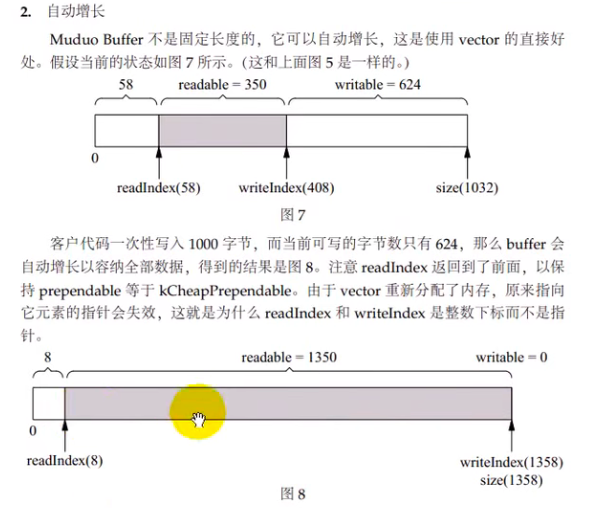 2. 自动增长
Muduo Buffer 不是固定长度的，它可以自动增长，这是使用 vector 的直接好
处。假设当前的状态如图 7 所示。(这和上面图 5 是一样的。)
58 readable = 350 writable = 624
0
readIndex(58) writeIndex(408) size(1032)
图 7
客户代码一次性写入 1000 字节，而当前可写的字节数只有 624，那么 buffer 会
自动增长以容纳全部数据，得到的结果是图 8。注意 readIndex 返回到了前面，以保
持 prependable 等于 kCheapPrependable。由于 vector 重新分配了内存，原来指向
它元素的指针会失效，这就是为什么 readIndex 和 writeIndex 是整数下标而不是指
针。
8 readable = 1350 writable = 0
0
readIndex(8) writeIndex(1358)
size(1358)
图 8